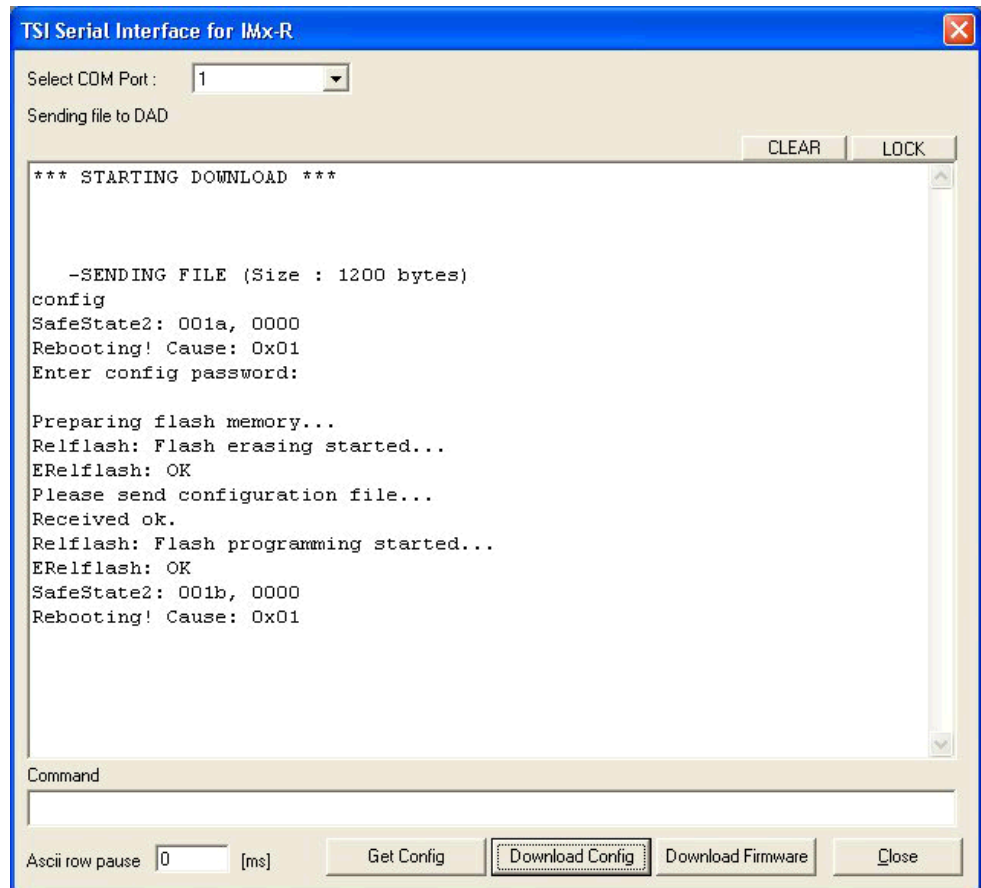 TSI Serial Interface for IMx-R
Select COM Port : 1
Sending file to DAD
CLEAR LOCK
*** STARTING DOWNLOAD ***
-SENDING FILE (Size : 1200 bytes)
config
SafeState2: 001a, 0000
Rebooting! Cause: 0x01
Enter config password:
Preparing flash memory...
Relflash: Flash erasing started...
ERelflash: OK
Please send configuration file...
Received ok.
Relflash: Flash programming started...
ERelflash: OK
SafeState2: 001b, 0000
Rebooting! Cause: 0x01
Command
Ascii row pause 0 [ms] Get Config Download Config Download Firmware Close